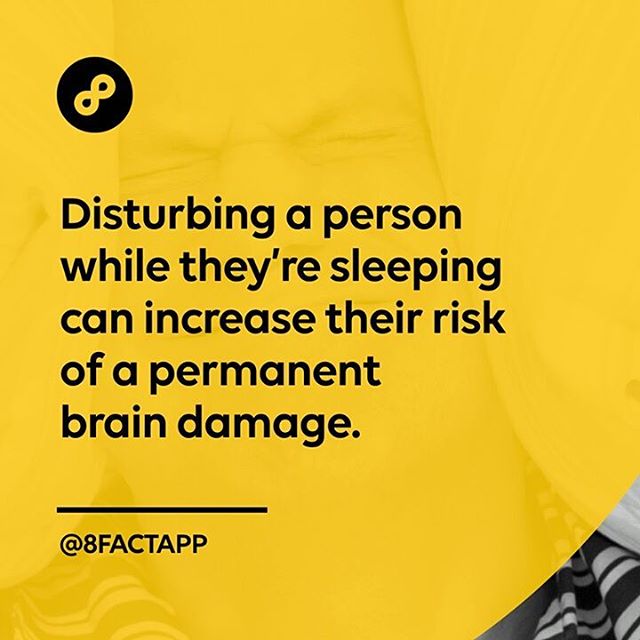 Disturbing a person
while they're sleeping
can increase their risk
of a permanent
brain damage.
@8FACTAPP